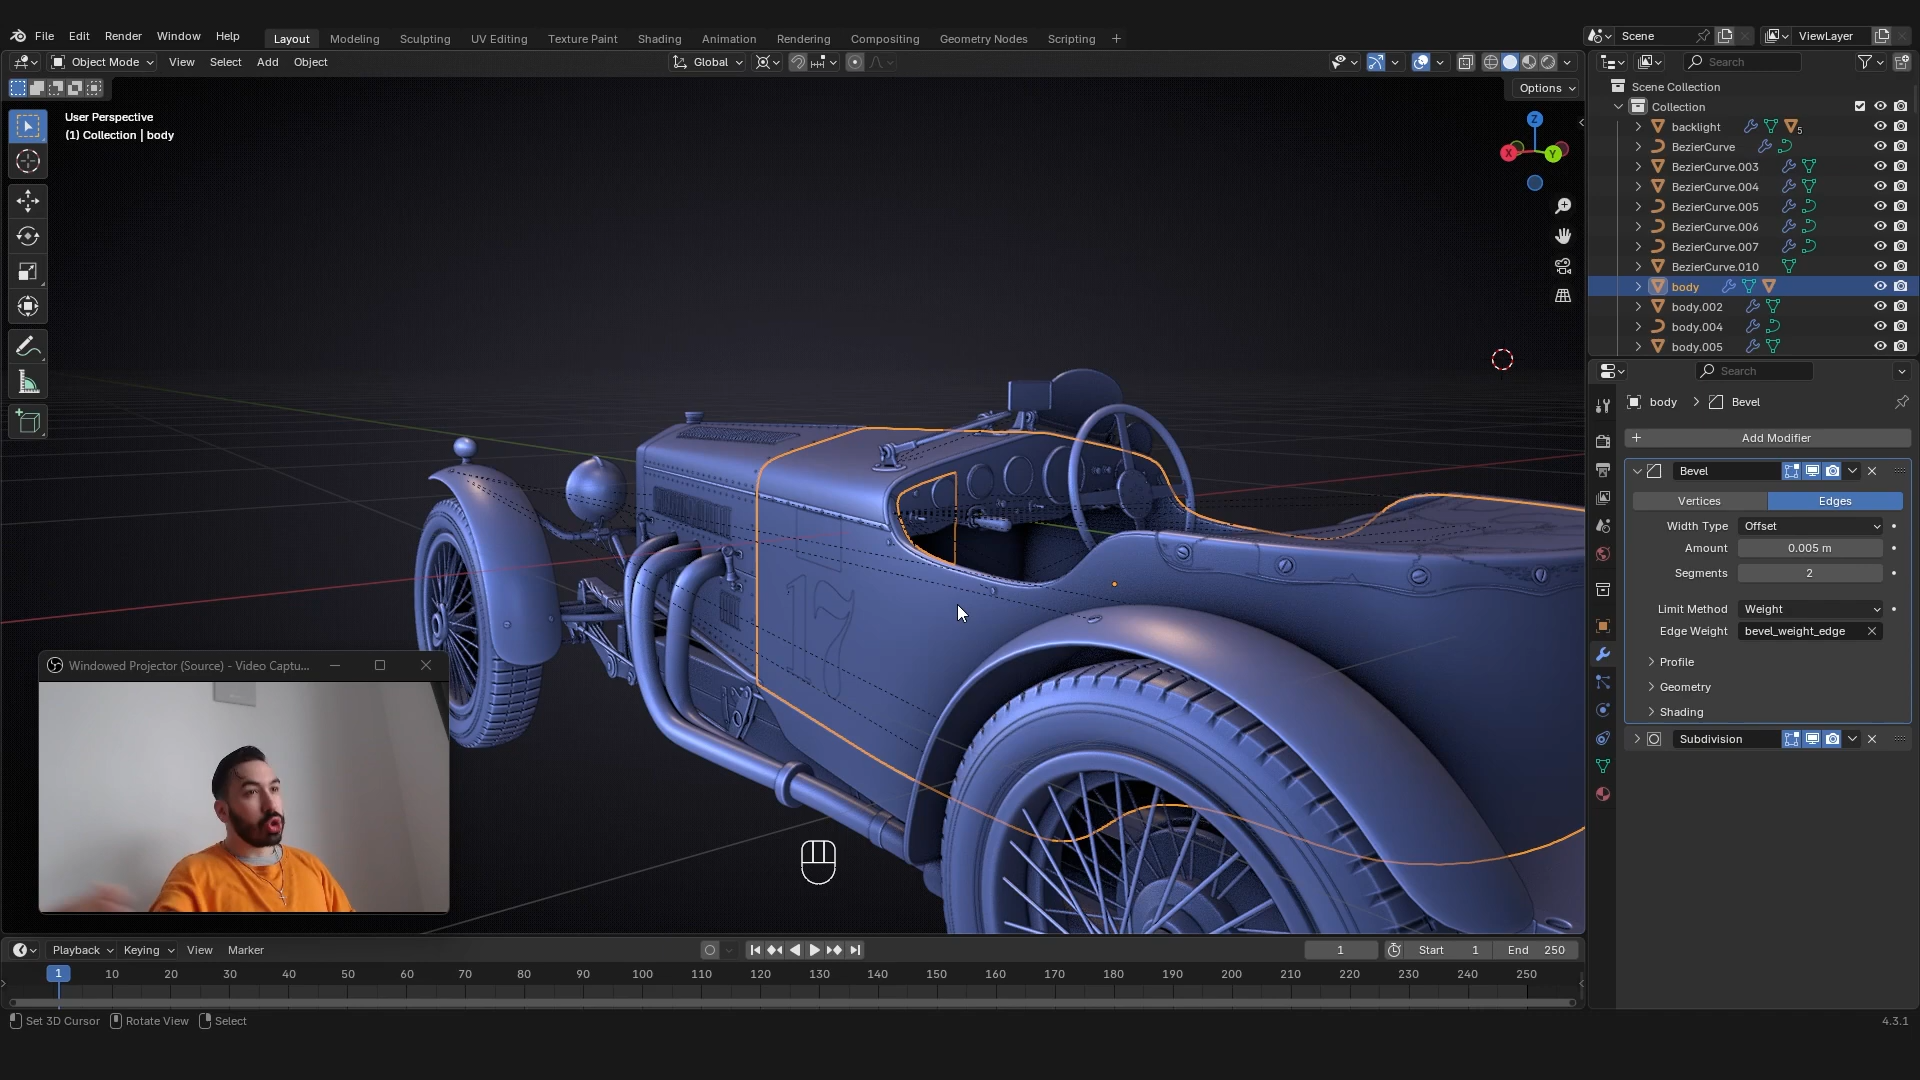 File Edit Render Window Help
Layout Modeling Sculpting UV Editing Texture Paint Shading Animation Rendering Compositing Geometry Nodes Scripting
Scene
ViewLayer
Object Mode View Select Add Object
Global
Search
Options
User Perspective
(1) Collection | body
Z
X
Y
Scene Collection
Collection
backlight
5
BezierCurve
BezierCurve.003
BezierCurve.004
BezierCurve.005
BezierCurve.006
BezierCurve.007
BezierCurve.010
body
body.002
body.004
body.005
Search
body > Bevel
+ Add Modifier
Bevel
Vertices Edges
Width Type Offset
Amount 0.005 m
Segments 2
Limit Method Weight
Edge Weight bevel_weight_edge
Profile
Geometry
Shading
Subdivision
17
Windowed Projector (Source) - Video Captu...
Playback Keying View Marker
1
Start 1
End 250
1 10 20 30 40 50 60 70 80 90 100 110 120 130 140 150 160 170 180 190 200 210 220 230 240 250
Set 3D Cursor Rotate View Select
4.3.1